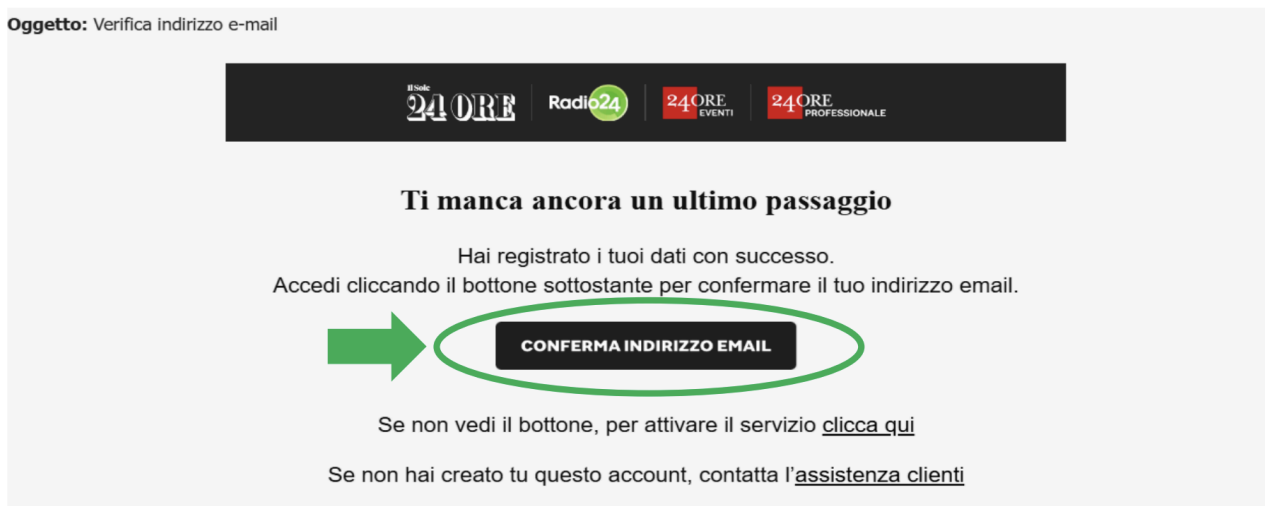 Oggetto: Verifica indirizzo e-mail
Il Sole
24 ORE
Radio24
24ORE
EVENTI
24ORE
PROFESSIONALE
Ti manca ancora un ultimo passaggio
Hai registrato i tuoi dati con successo.
Accedi cliccando il bottone sottostante per confermare il tuo indirizzo email.
CONFERMA INDIRIZZO EMAIL
Se non vedi il bottone, per attivare il servizio clicca qui
Se non hai creato tu questo account, contatta l’assistenza clienti